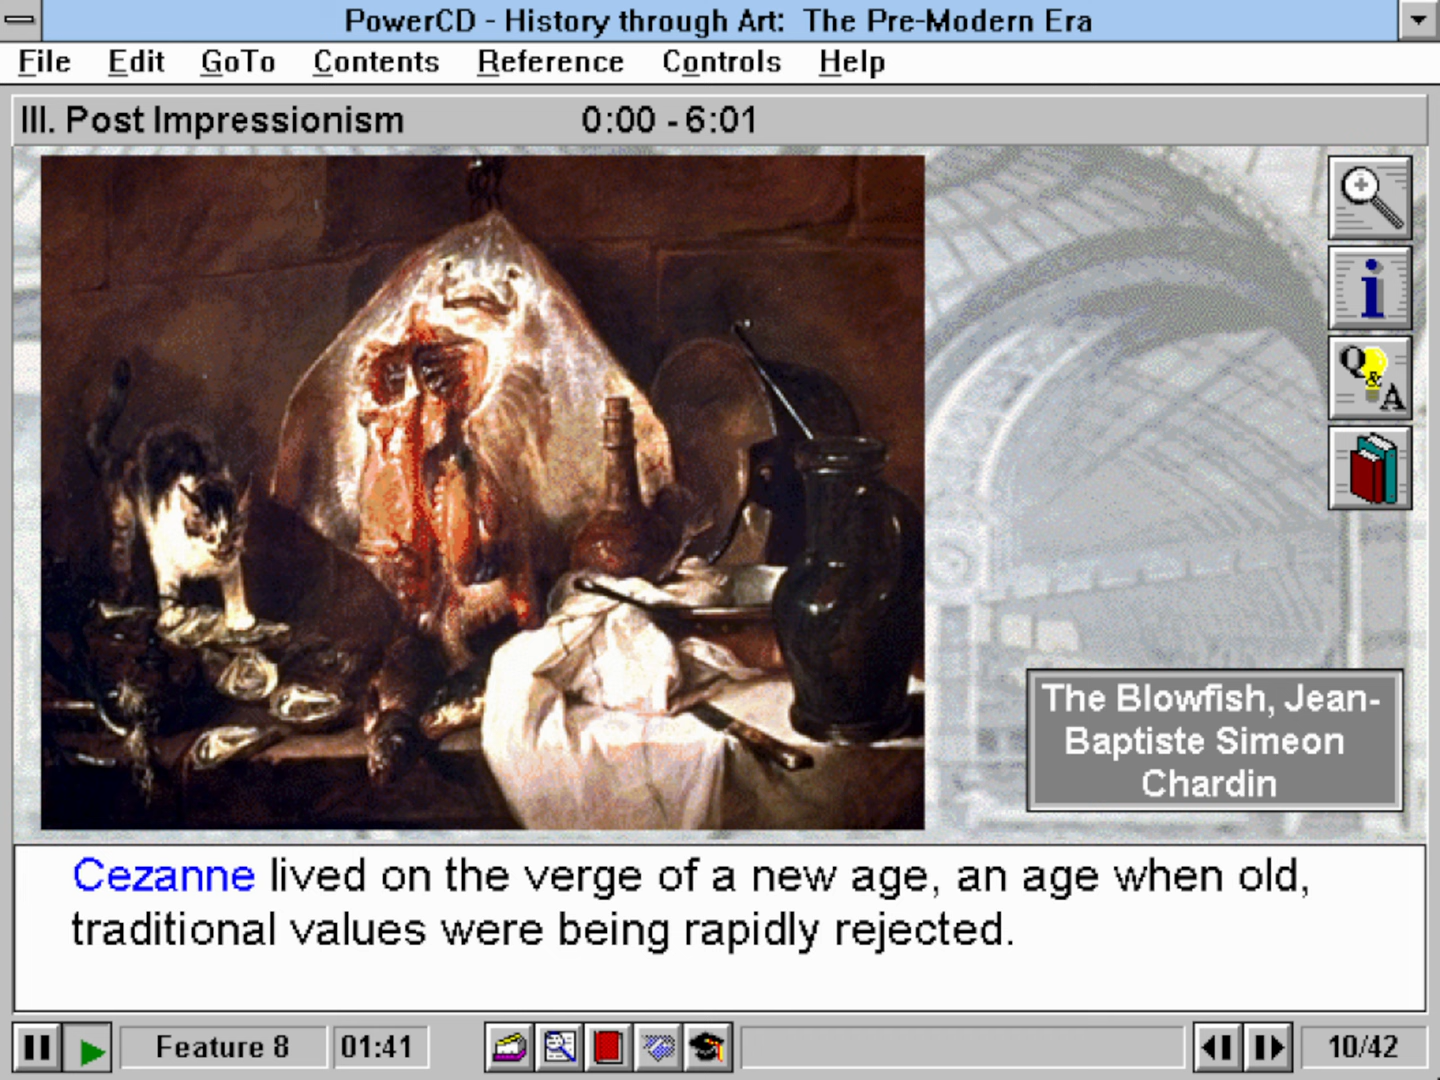 PowerCD - History through Art:  The Pre-Modern Era
File Edit GoTo Contents Reference Controls Help
III. Post Impressionism 0:00 - 6:01
i
Q & A
The Blowfish, Jean-
Baptiste Simeon
Chardin
Cezanne lived on the verge of a new age, an age when old,
traditional values were being rapidly rejected.
Feature 8 01:41 10/42